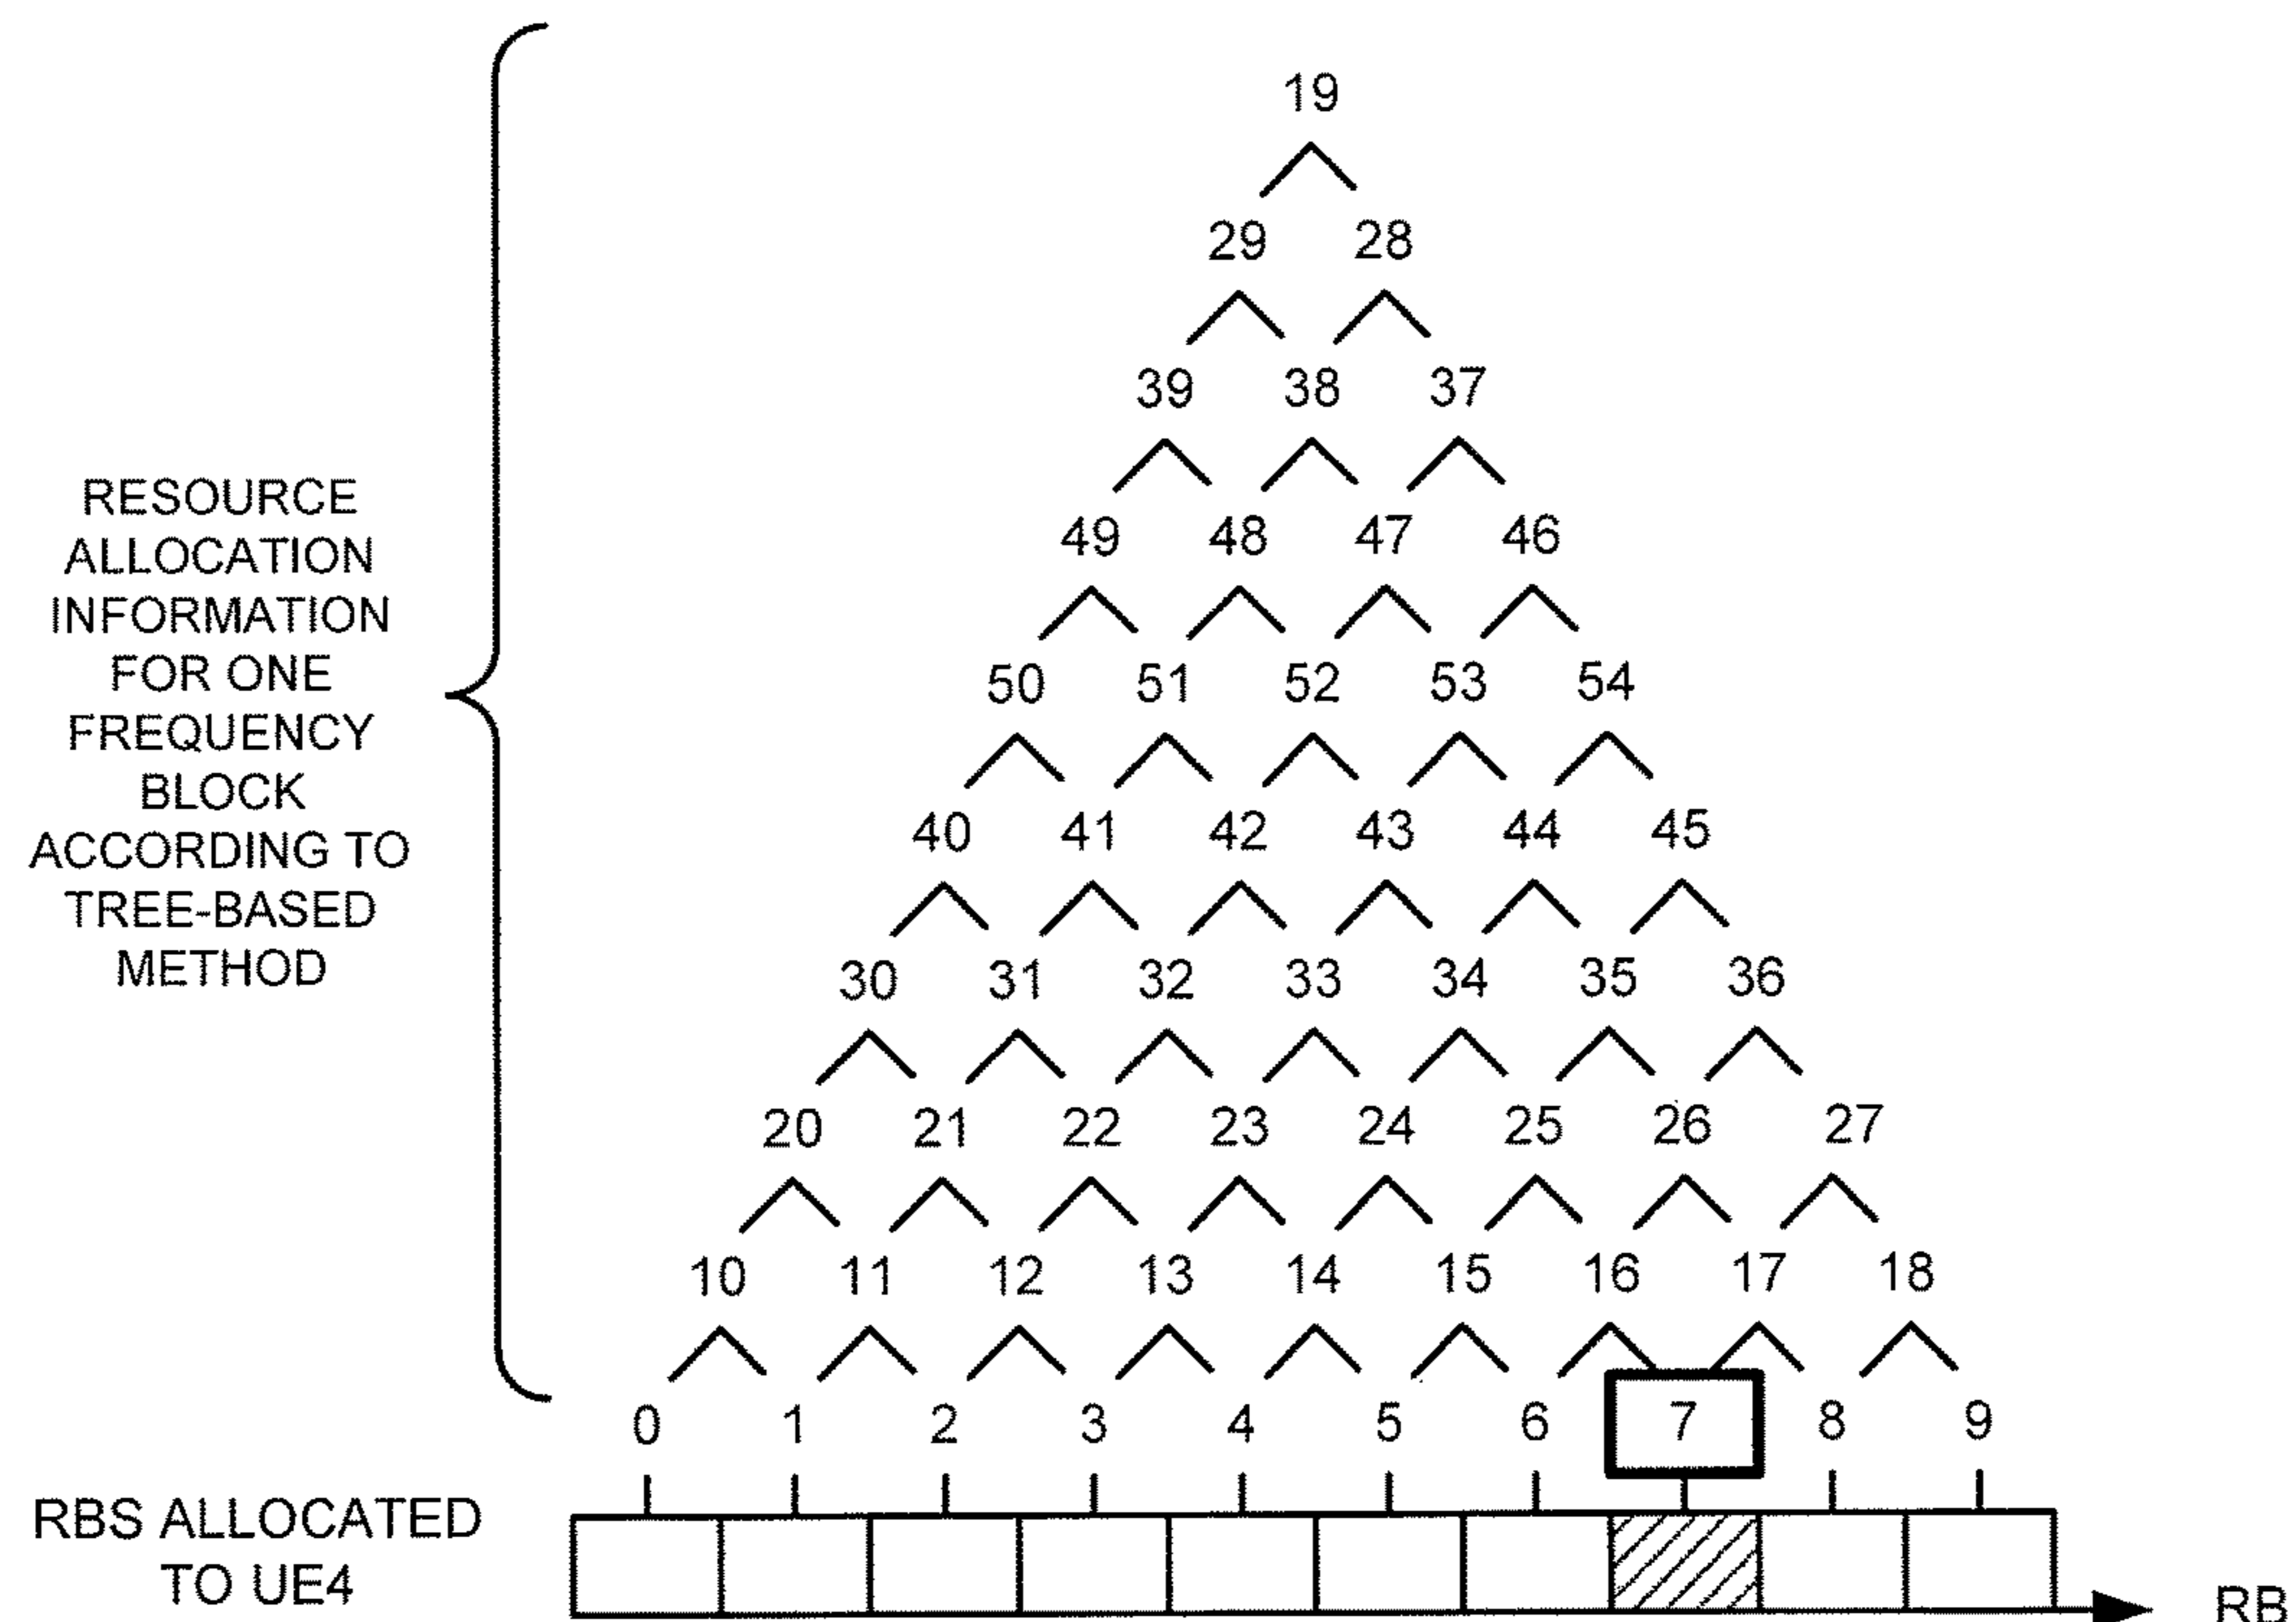 19
29 28
39 38 37
49 48 47 46
50 51 52 53 54
40 41 42 43 44 45
30 31 32 33 34 35 36
20 21 22 23 24 25 26 27
10 11 12 13 14 15 16 17 18
0 1 2 3 4 5 6 7 8 9
RESOURCE
ALLOCATION
INFORMATION
FOR ONE
FREQUENCY
BLOCK
ACCORDING TO
TREE-BASED
METHOD
RBS ALLOCATED
TO UE4
RB